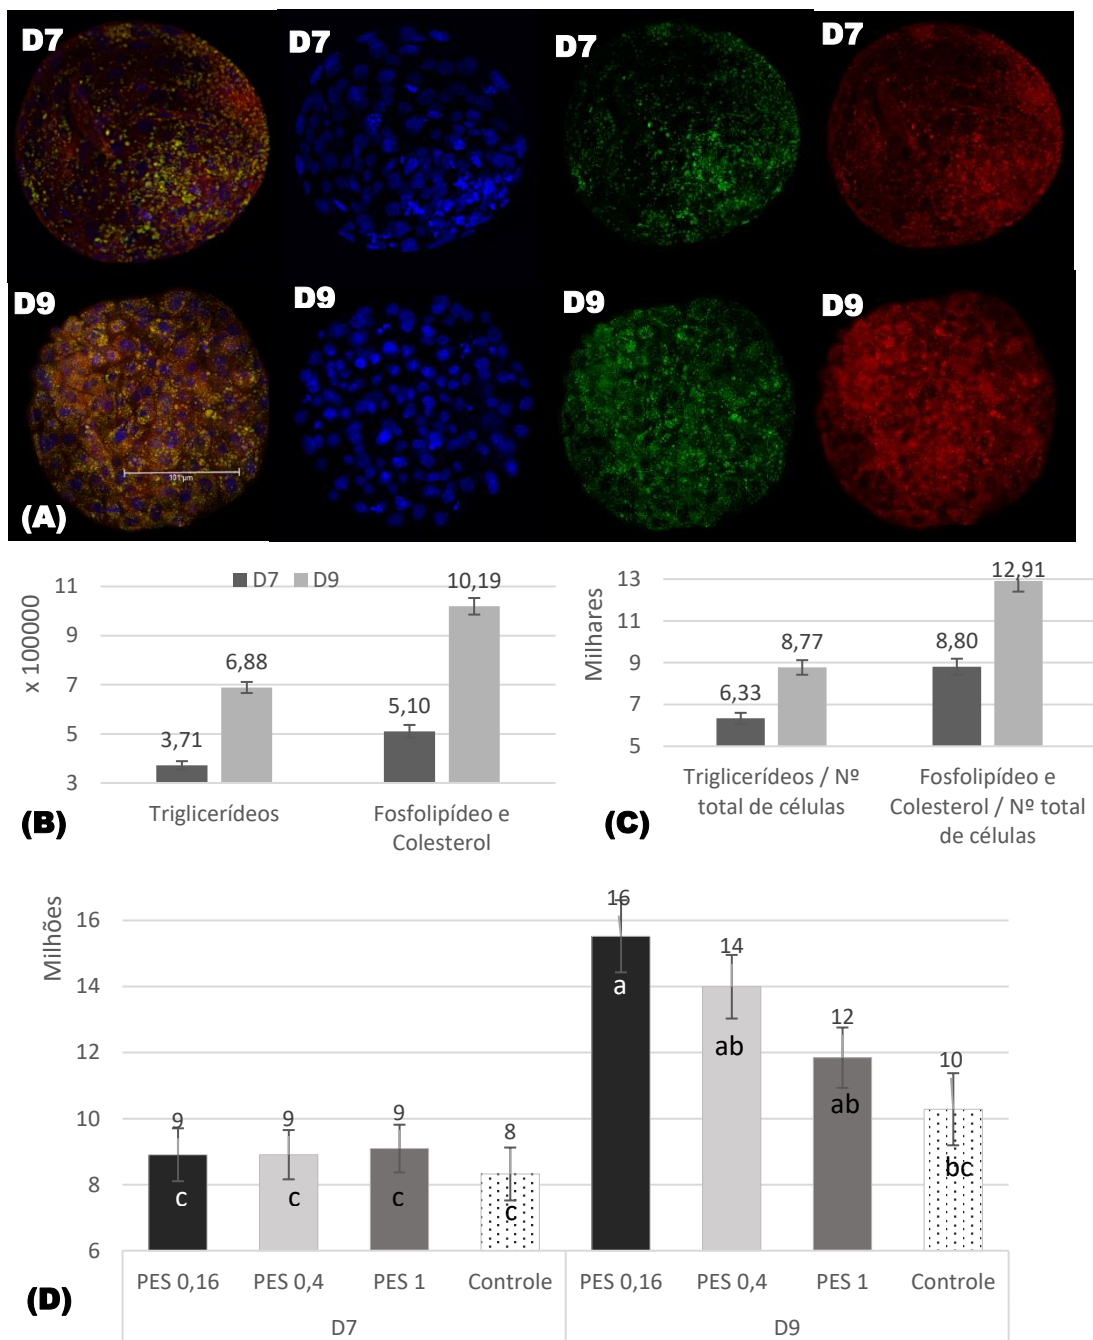 D7
D7
D7
D7
D9
D9
D9
D9
101 µm
(A)
x 100000
11
9
7
5
3
D7
D9
3,71
6,88
5,10
10,19
Triglicerídeos
Fosfolipídeo e
Colesterol
(B)
Milhares
13
11
9
7
5
6,33
8,77
8,80
12,91
Triglicerídeos / Nº
total de células
Fosfolipídeo e
Colesterol / Nº total
de células
(C)
Milhões
16
14
12
10
8
6
9
9
9
8
16
14
12
10
c
c
c
c
a
ab
ab
bc
PES 0,16
PES 0,4
PES 1
Controle
PES 0,16
PES 0,4
PES 1
Controle
D7
D9
(D)